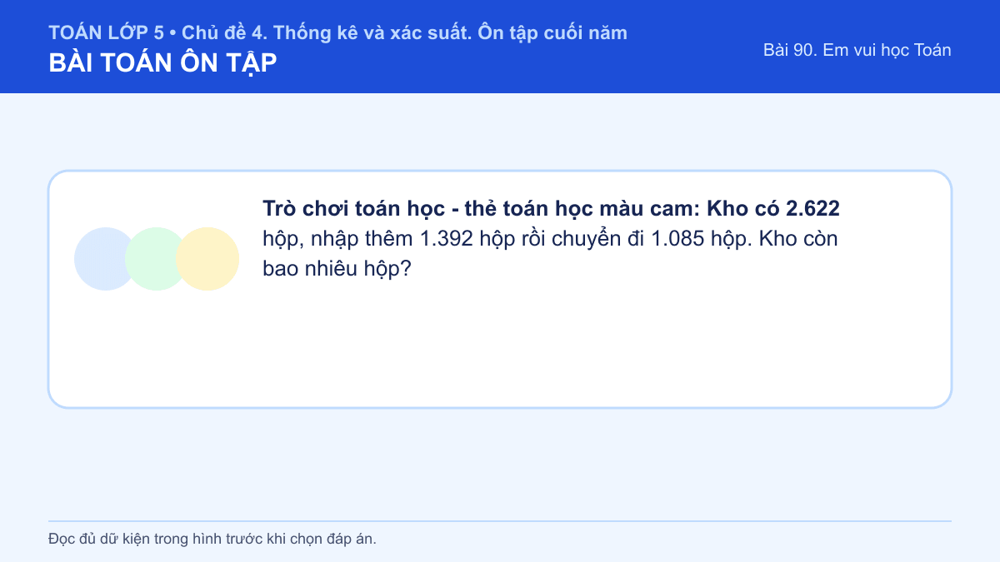 TOÁN LỚP 5 • Chủ đề 4. Thống kê và xác suất. Ôn tập cuối năm
BÀI TOÁN ÔN TẬP
Bài 90. Em vui học Toán
Trò chơi toán học - thẻ toán học màu cam: Kho có 2.622
hộp, nhập thêm 1.392 hộp rồi chuyển đi 1.085 hộp. Kho còn
bao nhiêu hộp?
Đọc đủ dữ kiện trong hình trước khi chọn đáp án.